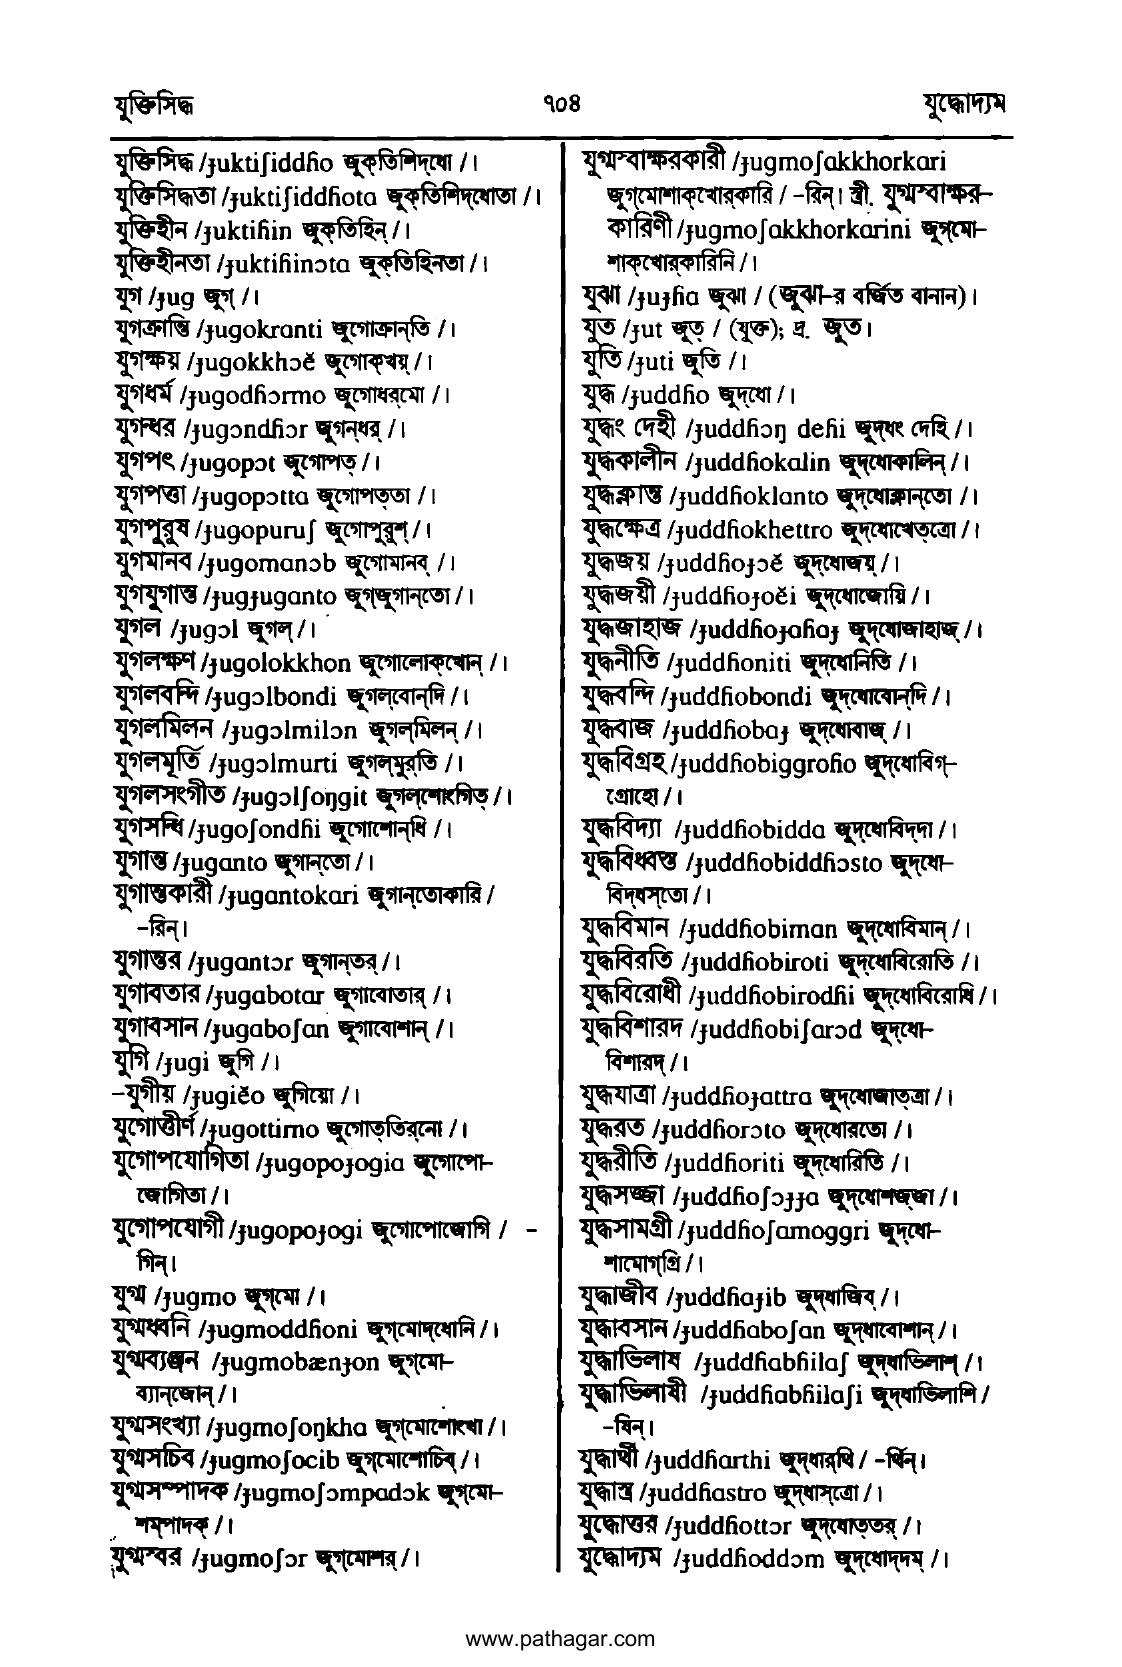 যুক্তিসিদ্ধ ৭০৪ যুদ্ধোদ্যম
যুক্তিসিদ্ধ /ɟuktiʃiddɦo জুক্‌তিশিদ্‌ধো /।
যুক্তিসিদ্ধতা /ɟuktiʃiddɦota জুক্‌তিশিদ্‌ধোতা /।
যুক্তিহীন /ɟuktiɦin জুক্‌তিহিন্ /।
যুক্তিহীনতা /ɟuktiɦinɔta জুক্‌তিহিনতা /।
যুগ /ɟug জুগ্ /।
যুগক্রান্তি /ɟugokranti জুগোক্রান্‌তি /।
যুগক্ষয় /ɟugokkhɔĕ জুগোক্‌খয়্ /।
যুগধর্ম /ɟugodɦɔrmo জুগোধর্‌মো /।
যুগন্ধর /ɟugɔndɦɔr জুগন্‌ধর্ /।
যুগপৎ /ɟugopɔt জুগোপত্ /।
যুগপত্তা /ɟugopɔtta জুগোপত্‌তা /।
যুগপুরুষ /ɟugopuruʃ জুগোপুরুশ্ /।
যুগমানব /ɟugomanɔb জুগোমানব্ /।
যুগযুগান্ত /ɟugɟuganto জুগ্‌জুগান্‌তো /।
যুগল /ɟugɔl জুগল্ /।
যুগলক্ষণ /ɟugolokkhon জুগোলোক্‌খোন্ /।
যুগলবন্দি /ɟugɔlbondi জুগল্‌বোন্‌দি /।
যুগলমিলন /ɟugɔlmilɔn জুগল্‌মিলন্ /।
যুগলমূর্তি /ɟugɔlmurti জুগল্‌মুর্‌তি /।
যুগলসংগীত /ɟugɔlʃoŋgit জুগল্‌শোংগিত্ /।
যুগসন্ধি /ɟugoʃondɦi জুগোশোন্‌ধি /।
যুগান্ত /ɟuganto জুগান্‌তো /।
যুগান্তকারী /ɟugantokari জুগান্‌তোকারি /
–রিন্।
যুগান্তর /ɟugantɔr জুগান্‌তর্ /।
যুগাবতার /ɟugabotar জুগাবোতার্ /।
যুগাবসান /ɟugaboʃan জুগাবোশান্ /।
যুগি /ɟugi জুগি /।
–যুগীয় /ɟugiĕo জুগিয়ো /।
যুগোত্তীর্ণ /ɟugottirno জুগোত্‌তির্‌নো /।
যুগোপযোগিতা /ɟugopoɟogia জুগোপো–
জোগিতা /।
যুগোপযোগী /ɟugopoɟogi জুগোপোজোগি / –
গিন্।
যুগ্ম /ɟugmo জুগ্‌মো /।
যুগ্মধ্বনি /ɟugmoddɦoni জুগ্‌মোদ্‌ধোনি /।
যুগ্মব্যঞ্জন /ɟugmobænɟon জুগ্‌মো–
ব্যান্‌জোন্ /।
যুগ্মসংখ্যা /ɟugmoʃoŋkha জুগ্‌মোশোংখা /।
যুগ্মসচিব /ɟugmoʃocib জুগ্‌মোশোচিব্ /।
যুগ্মসম্পাদক /ɟugmoʃɔmpadɔk জুগ্‌মো–
শম্‌পাদক্ /।
যুগ্মস্বর /ɟugmoʃɔr জুগ্‌মোশর্ /।
যুগ্মস্বাক্ষরকারী /ɟugmoʃakkhorkari
জুগ্‌মোশাক্‌খোর্‌কারি / –রিন্। স্ত্রী. যুগ্মস্বাক্ষর–
কারিণী /ɟugmoʃakkhorkarini জুগ্‌মো–
শাক্‌খোর্‌কারিনি /।
যুঝা /ɟuɟɦa জুঝা / (জুঝা–র বর্জিত বানান)।
যুত /ɟut জুত্ / (যুক্ত); দ্র. জুত।
যুতি /ɟuti জুতি /।
যুদ্ধ /ɟuddɦo জুদ্‌ধো /।
যুদ্ধং দেহী /ɟuddɦɔŋ deɦi জুদ্‌ধং দেহি /।
যুদ্ধকালীন /ɟuddɦokalin জুদ্‌ধোকালিন্ /।
যুদ্ধক্লান্ত /ɟuddɦoklanto জুদ্‌ধোক্লান্‌তো /।
যুদ্ধক্ষেত্র /ɟuddɦokhettro জুদ্‌ধোখেত্‌ত্রো /।
যুদ্ধজয় /ɟuddɦoɟɔĕ জুদ্‌ধোজয়্ /।
যুদ্ধজয়ী /ɟuddɦoɟoĕi জুদ্‌ধোজোয়ি /।
যুদ্ধজাহাজ /ɟuddɦoɟaɦaɟ জুদ্‌ধোজাহাজ্ /।
যুদ্ধনীতি /ɟuddɦoniti জুদ্‌ধোনিতি /।
যুদ্ধবন্দি /ɟuddɦobondi জুদ্‌ধোবোন্‌দি /।
যুদ্ধবাজ /ɟuddɦobaɟ জুদ্‌ধোবাজ্ /।
যুদ্ধবিগ্রহ /ɟuddɦobiggroɦo জুদ্‌ধোবিগ্–
গ্রোহো /।
যুদ্ধবিদ্যা /ɟuddɦobidda জুদ্‌ধোবিদ্‌দা /।
যুদ্ধবিধ্বস্ত /ɟuddɦobiddɦɔsto জুদ্‌ধো–
বিদ্‌ধস্‌তো /।
যুদ্ধবিমান /ɟuddɦobiman জুদ্‌ধোবিমান্ /।
যুদ্ধবিরতি /ɟuddɦobiroti জুদ্‌ধোবিরোতি /।
যুদ্ধবিরোধী /ɟuddɦobirodɦi জুদ্‌ধোবিরোধি /।
যুদ্ধবিশারদ /ɟuddɦobiʃarɔd জুদ্‌ধো–
বিশারদ্ /।
যুদ্ধযাত্রা /ɟuddɦoɟattra জুদ্‌ধোজাত্‌ত্রা /।
যুদ্ধরত /ɟuddɦorɔto জুদ্‌ধোরতো /।
যুদ্ধরীতি /ɟuddɦoriti জুদ্‌ধোরিতি /।
যুদ্ধসজ্জা /ɟuddɦoʃɔɟɟa জুদ্‌ধোশজ্‌জা /।
যুদ্ধসামগ্রী /ɟuddɦoʃamoggri জুদ্‌ধো–
শামোগ্‌গ্রি /।
যুদ্ধাজীব /ɟuddɦaɟib জুদ্‌ধাজিব্ /।
যুদ্ধাবসান /ɟuddɦaboʃan জুদ্‌ধাবোশান্ /।
যুদ্ধাভিলাষ /ɟuddɦabɦilaʃ জুদ্‌ধাভিলাশ্ /।
যুদ্ধাভিলাষী /ɟuddɦabɦilaʃi জুদ্‌ধাভিলাশি /
–ষিন্।
যুদ্ধার্থী /ɟuddɦarthi জুদ্‌ধার্‌থি / –র্থিন্।
যুদ্ধাস্ত্র /ɟuddɦastro জুদ্‌ধাস্‌ত্রো /।
যুদ্ধোত্তর /ɟuddɦottɔr জুদ্‌ধোত্‌তর্ /।
যুদ্ধোদ্যম /ɟuddɦoddɔm জুদ্‌ধোদ্‌দম্ /।
www.pathagar.com